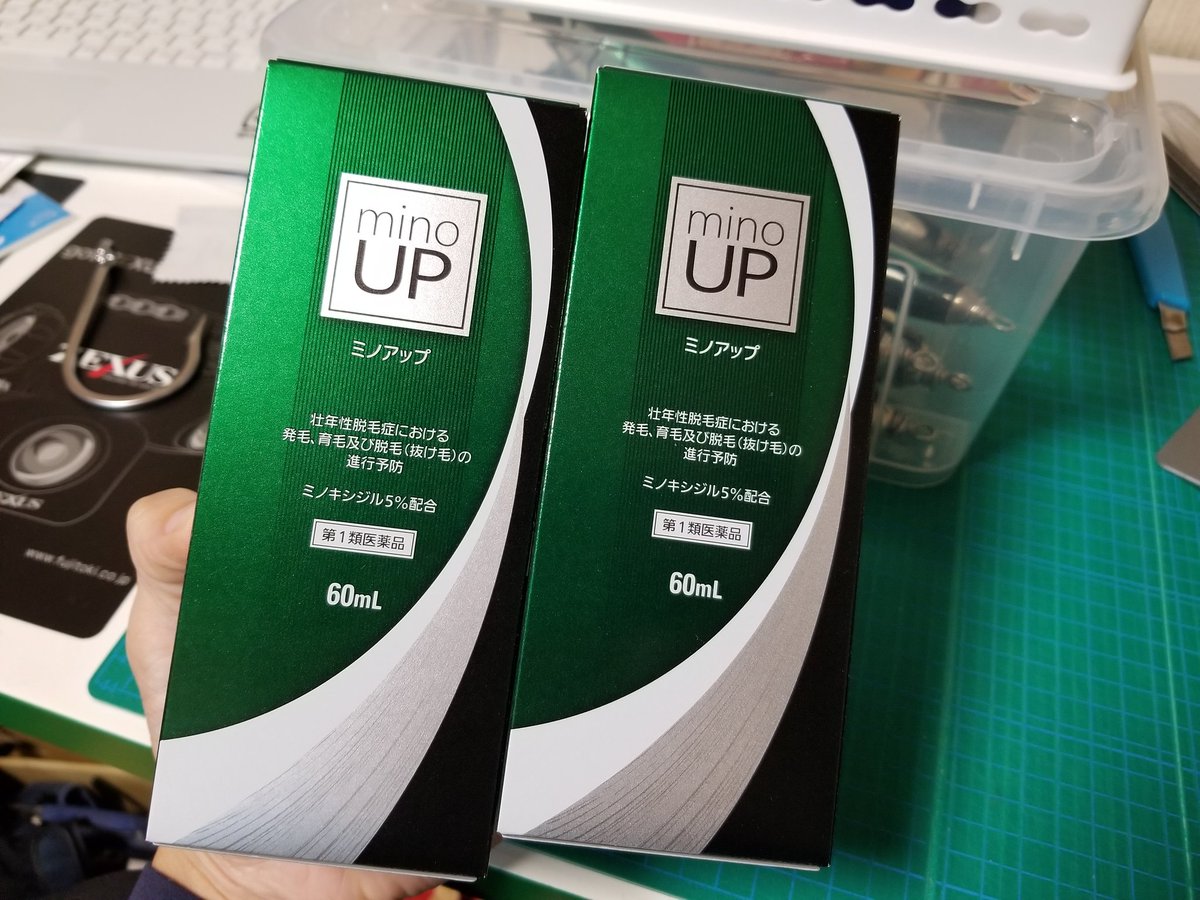 mino
UP
ミノアップ
壮年性脱毛症における
発毛、育毛及び脱毛(抜け毛)の
進行予防
ミノキシジル5%配合
第1類医薬品
60mL
mino
UP
ミノアップ
壮年性脱毛症における
発毛、育毛及び脱毛(抜け毛)の
進行予防
ミノキシジル5%配合
第1類医薬品
60mL
ZEXUS
www.fujitoki.co.jp